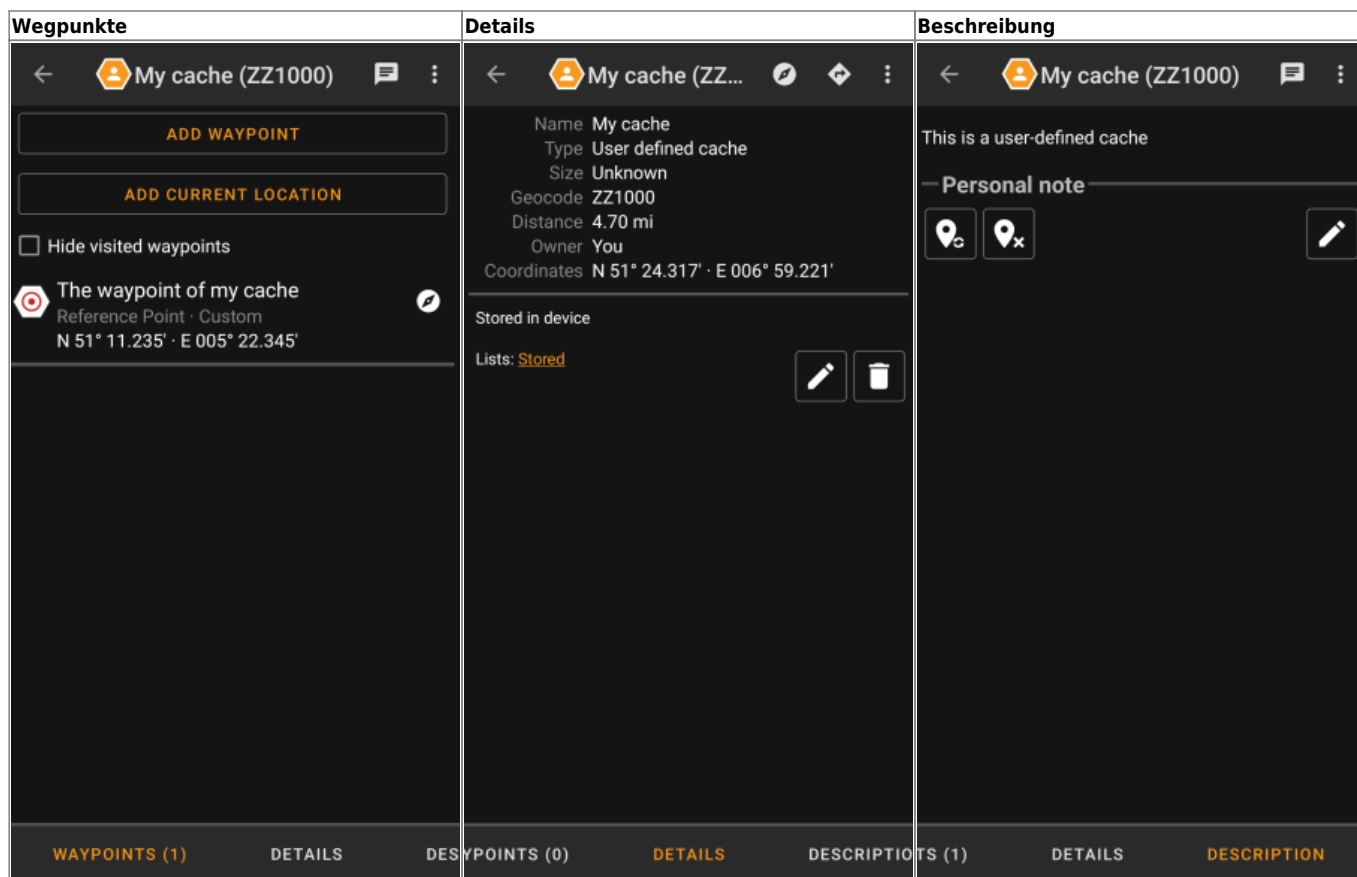 Wegpunkte
My cache (ZZ1000)
ADD WAYPOINT
ADD CURRENT LOCATION
Hide visited waypoints
The waypoint of my cache
Reference Point · Custom
N 51° 11.235' · E 005° 22.345'
WAYPOINTS (1) DETAILS DES
Details
My cache (ZZ...
Name My cache
Type User defined cache
Size Unknown
Geocode ZZ1000
Distance 4.70 mi
Owner You
Coordinates N 51° 24.317' · E 006° 59.221'
Stored in device
Lists: Stored
YPOINTS (0) DETAILS DESCRIPTIO
Beschreibung
My cache (ZZ1000)
This is a user-defined cache
Personal note
TS (1) DETAILS DESCRIPTION